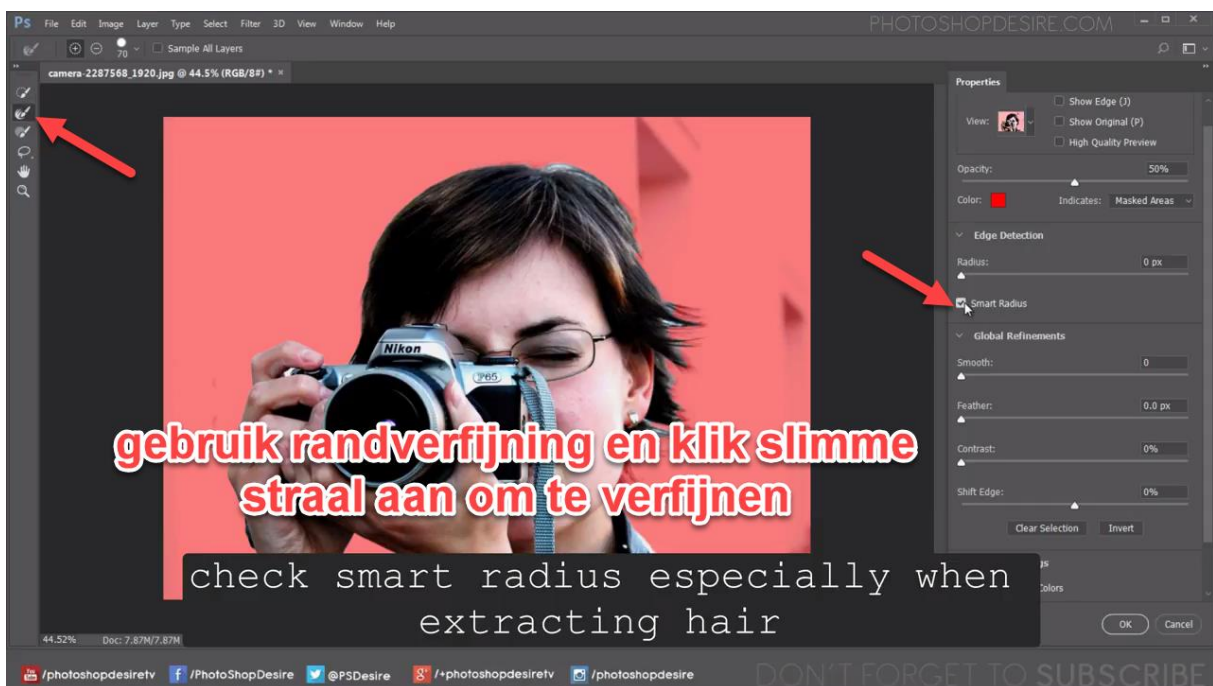 PS File Edit Image Layer Type Select Filter 3D View Window Help
PHOTOSHOPDESIRE.COM
70 Sample All Layers
camera-2287568_1920.jpg @ 44.5% (RGB/8#) * ×
Properties
Show Edge (J)
View:
Show Original (P)
High Quality Preview
Opacity: 50%
Color: Indicates: Masked Areas
Edge Detection
Radius: 0 px
Smart Radius
Global Refinements
Smooth: 0
Feather: 0.0 px
Contrast: 0%
Shift Edge: 0%
Clear Selection Invert
Colors
OK Cancel
Nikon
F65
gebruik randverfijning en klik slimme
straal aan om te verfijnen
check smart radius especially when
extracting hair
44.52% Doc: 7.87M/7.87M
You Tube /photoshopdesiretv f /PhotoShopDesire @PSDesire 8+ /+photoshopdesiretv /photoshopdesire
DON'T FORGET TO SUBSCRIBE